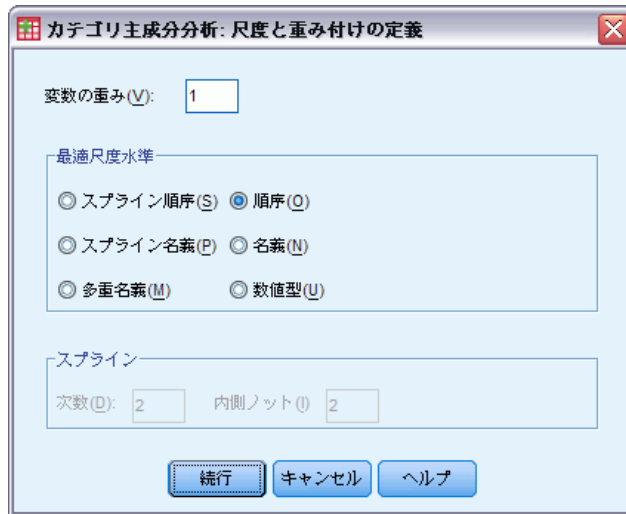 カテゴリ主成分分析: 尺度と重み付けの定義
変数の重み(V): 1
最適尺度水準
スプライン順序(S) 順序(O)
スプライン名義(P) 名義(N)
多重名義(M) 数値型(U)
スプライン
次数(D): 2 内側ノット(I) 2
続行 キャンセル ヘルプ